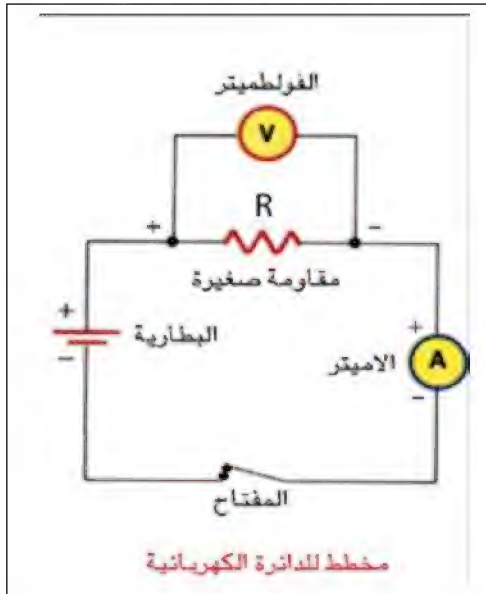 الفولطميتر
V
R
+ -
مقاومة صغيرة
+
البطارية
-
+
A
الاميتر
-
المفتاح
مخطط للدائرة الكهربائية